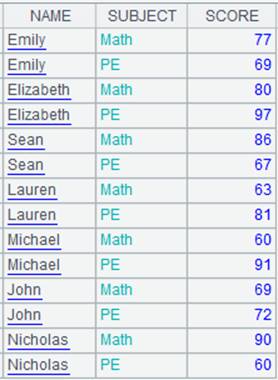 NAME SUBJECT SCORE
Emily Math 77
Emily PE 69
Elizabeth Math 80
Elizabeth PE 97
Sean Math 86
Sean PE 67
Lauren Math 63
Lauren PE 81
Michael Math 60
Michael PE 91
John Math 69
John PE 72
Nicholas Math 90
Nicholas PE 60